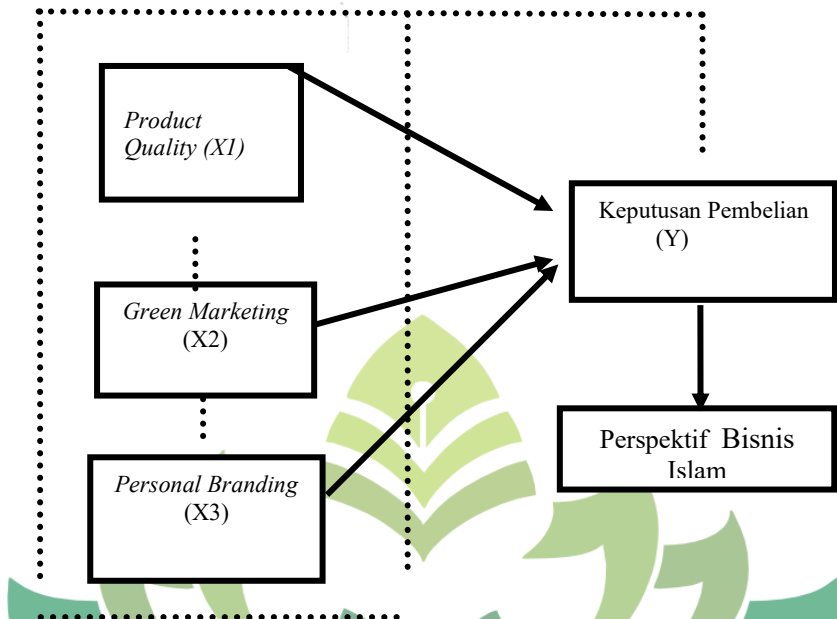 Product
Quality (X1)
Green Marketing
(X2)
Personal Branding
(X3)
Keputusan Pembelian
(Y)
Perspektif Bisnis
Islam